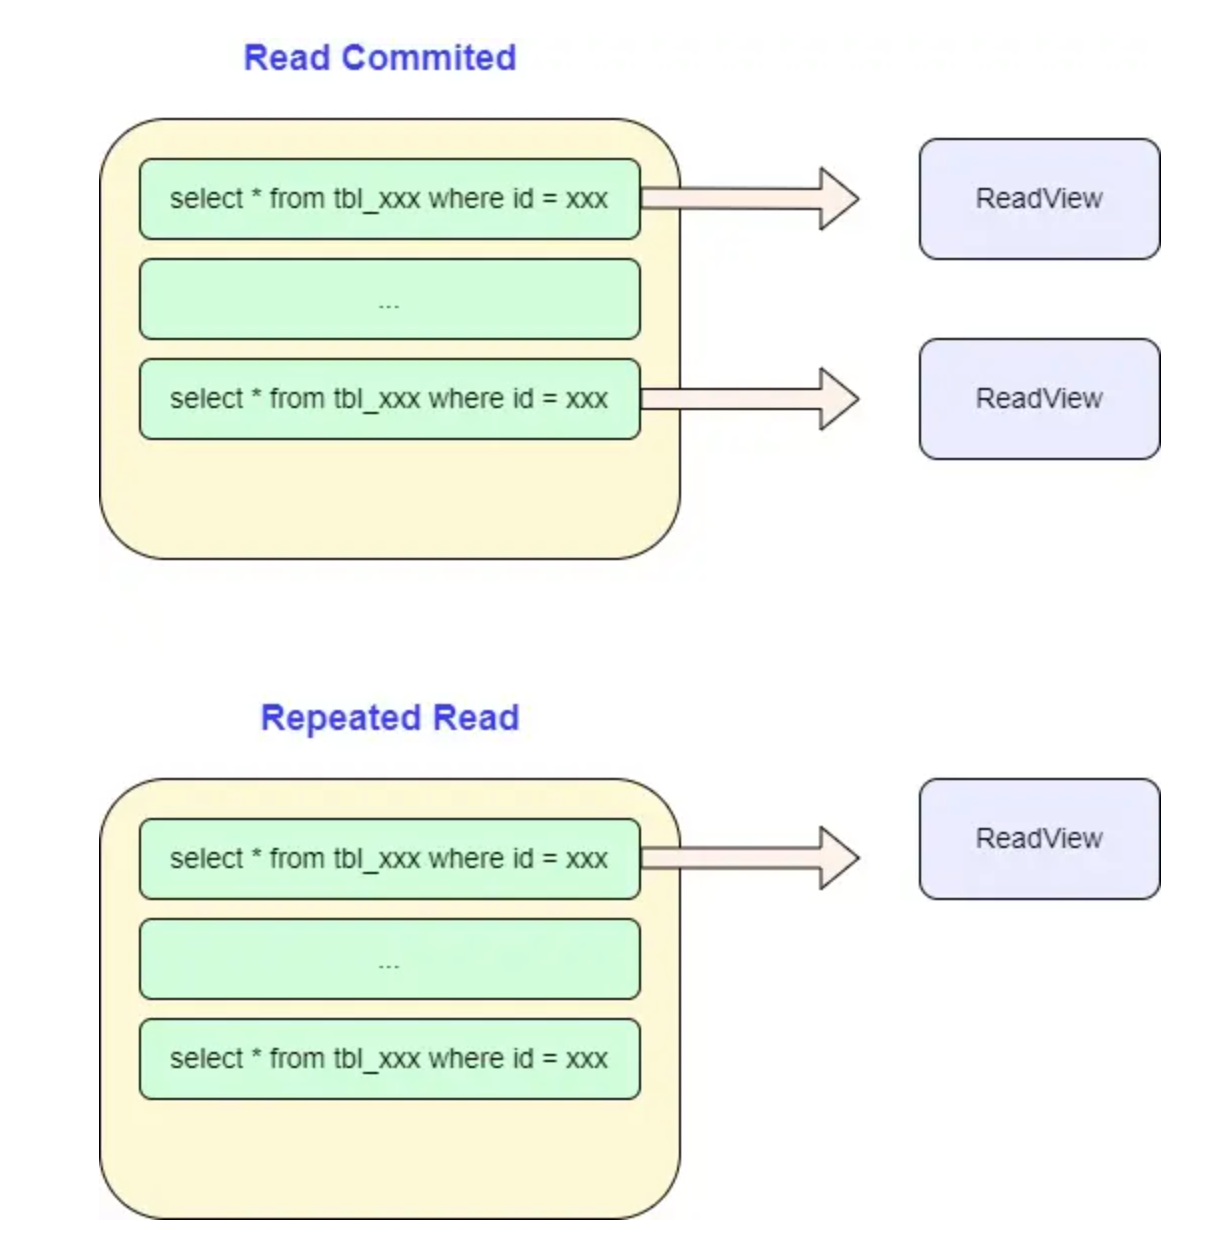 Read Commited
select * from tbl_xxx where id = xxx
ReadView
...
select * from tbl_xxx where id = xxx
ReadView
Repeated Read
select * from tbl_xxx where id = xxx
ReadView
...
select * from tbl_xxx where id = xxx